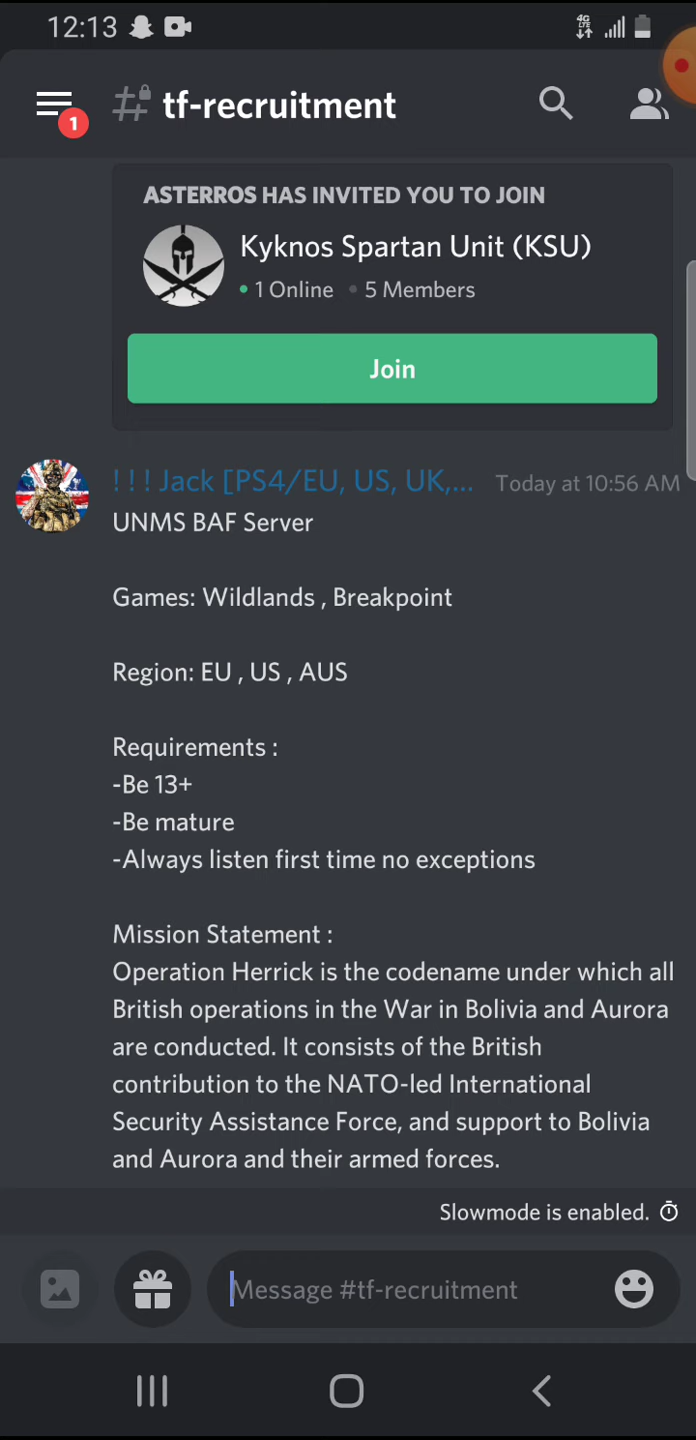 12:13
4G
LTE
1
tf-recruitment
ASTERROS HAS INVITED YOU TO JOIN
Kyknos Spartan Unit (KSU)
1 Online 5 Members
Join
! ! ! Jack [PS4/EU, US, UK,... Today at 10:56 AM
UNMS BAF Server
Games: Wildlands , Breakpoint
Region: EU , US , AUS
Requirements :
-Be 13+
-Be mature
-Always listen first time no exceptions
Mission Statement :
Operation Herrick is the codename under which all
British operations in the War in Bolivia and Aurora
are conducted. It consists of the British
contribution to the NATO-led International
Security Assistance Force, and support to Bolivia
and Aurora and their armed forces.
Slowmode is enabled.
Message #tf-recruitment